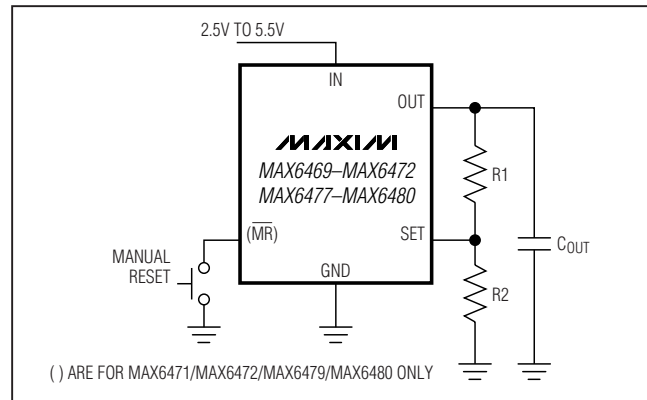 2.5V TO 5.5V
IN
OUT
MAXIM
MAX6469–MAX6472
MAX6477–MAX6480
R1
(M̅R̅)
SET
MANUAL
RESET
GND
COUT
R2
( ) ARE FOR MAX6471/MAX6472/MAX6479/MAX6480 ONLY